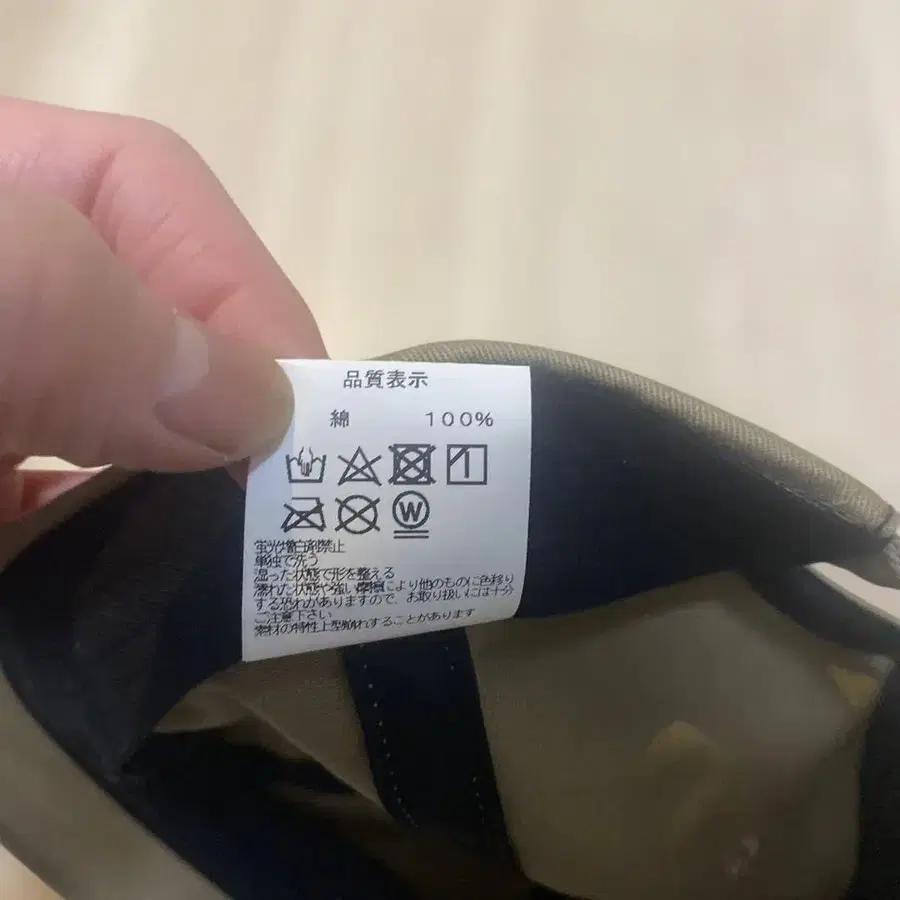 品質表示
綿 100%
W
蛍光増白剤禁止
単独で洗う
湿った状態で形を整える
濡れた状態や強い摩擦により他のものに色移り
する恐れがありますので、お取り扱いには十分
ご注意下さい
素材の特性上型崩れすることがあります